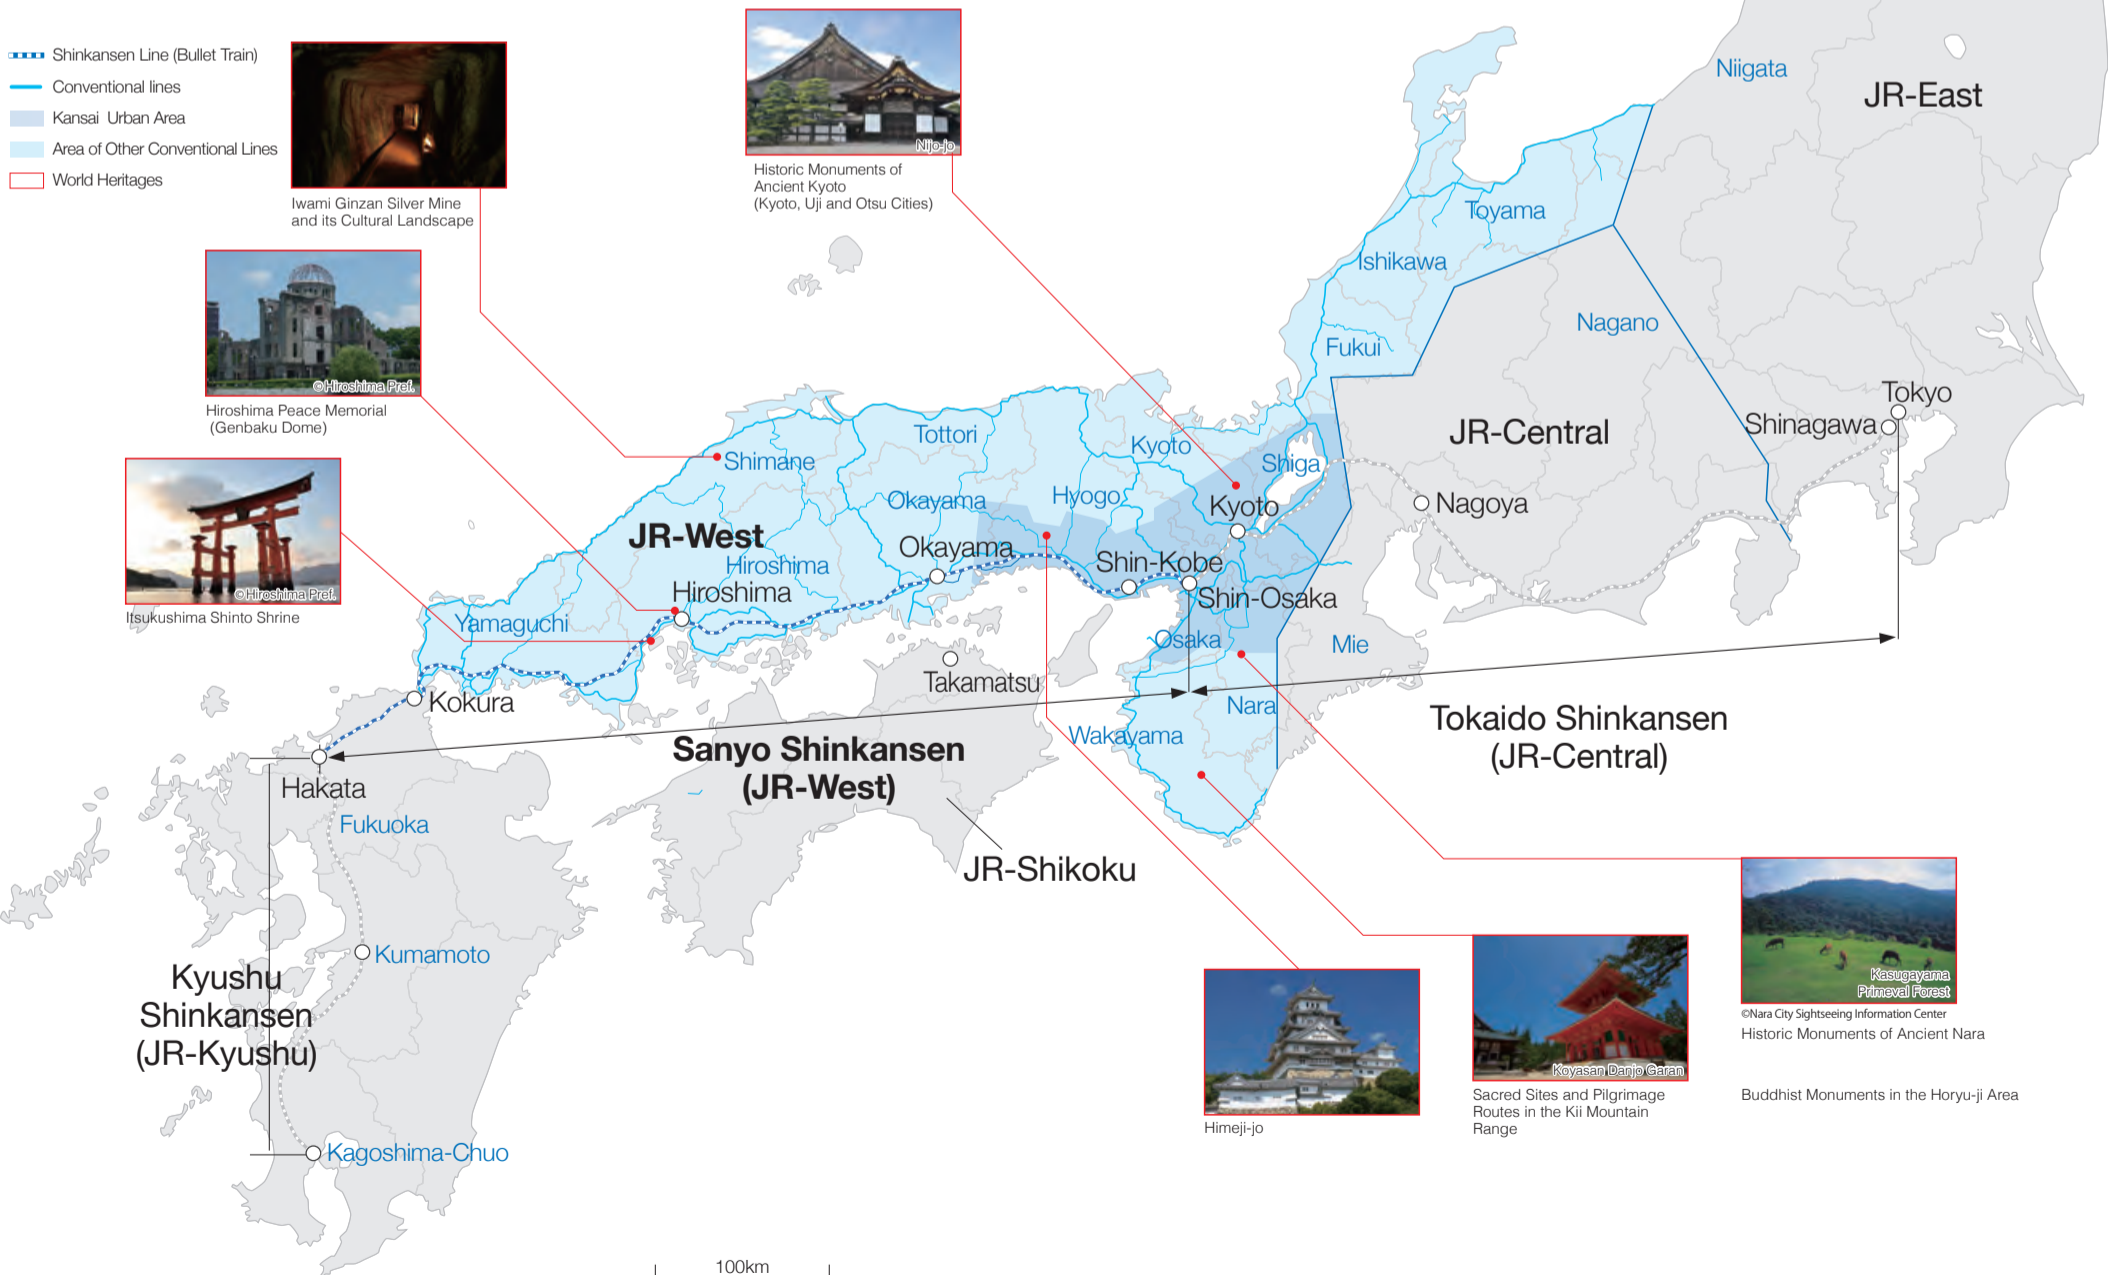 Shinkansen Line (Bullet Train)
Conventional lines
Kansai Urban Area
Area of Other Conventional Lines
World Heritages
Iwami Ginzan Silver Mine
and its Cultural Landscape
Nijo-jo
Historic Monuments of
Ancient Kyoto
(Kyoto, Uji and Otsu Cities)
©Hiroshima Pref.
Hiroshima Peace Memorial
(Genbaku Dome)
©Hiroshima Pref.
Itsukushima Shinto Shrine
Niigata
JR-East
Toyama
Ishikawa
Nagano
Fukui
Tokyo
Shinagawa
JR-Central
Tottori
Kyoto
Shiga
Shimane
Okayama
Hyogo
Kyoto
Nagoya
JR-West
Okayama
Hiroshima
Shin-Kobe
Hiroshima
Shin-Osaka
Yamaguchi
Osaka
Mie
Takamatsu
Kokura
Nara
Wakayama
Tokaido Shinkansen
(JR-Central)
Sanyo Shinkansen
(JR-West)
Hakata
Fukuoka
JR-Shikoku
Kumamoto
Kyushu
Shinkansen
(JR-Kyushu)
Kagoshima-Chuo
Kasugayama
Primeval Forest
©Nara City Sightseeing Information Center
Historic Monuments of Ancient Nara
Buddhist Monuments in the Horyu-ji Area
Koyasan Danjo Garan
Sacred Sites and Pilgrimage
Routes in the Kii Mountain
Range
Himeji-jo
100km